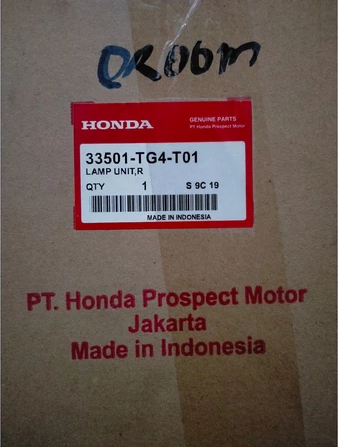 HONDA
GENUINE PARTS
PT Honda Prospect Motor
33501-TG4-T01
LAMP UNIT,R
QTY 1 S 9C 19
MADE IN INDONESIA
PT. Honda Prospect Motor
Jakarta
Made in Indonesia